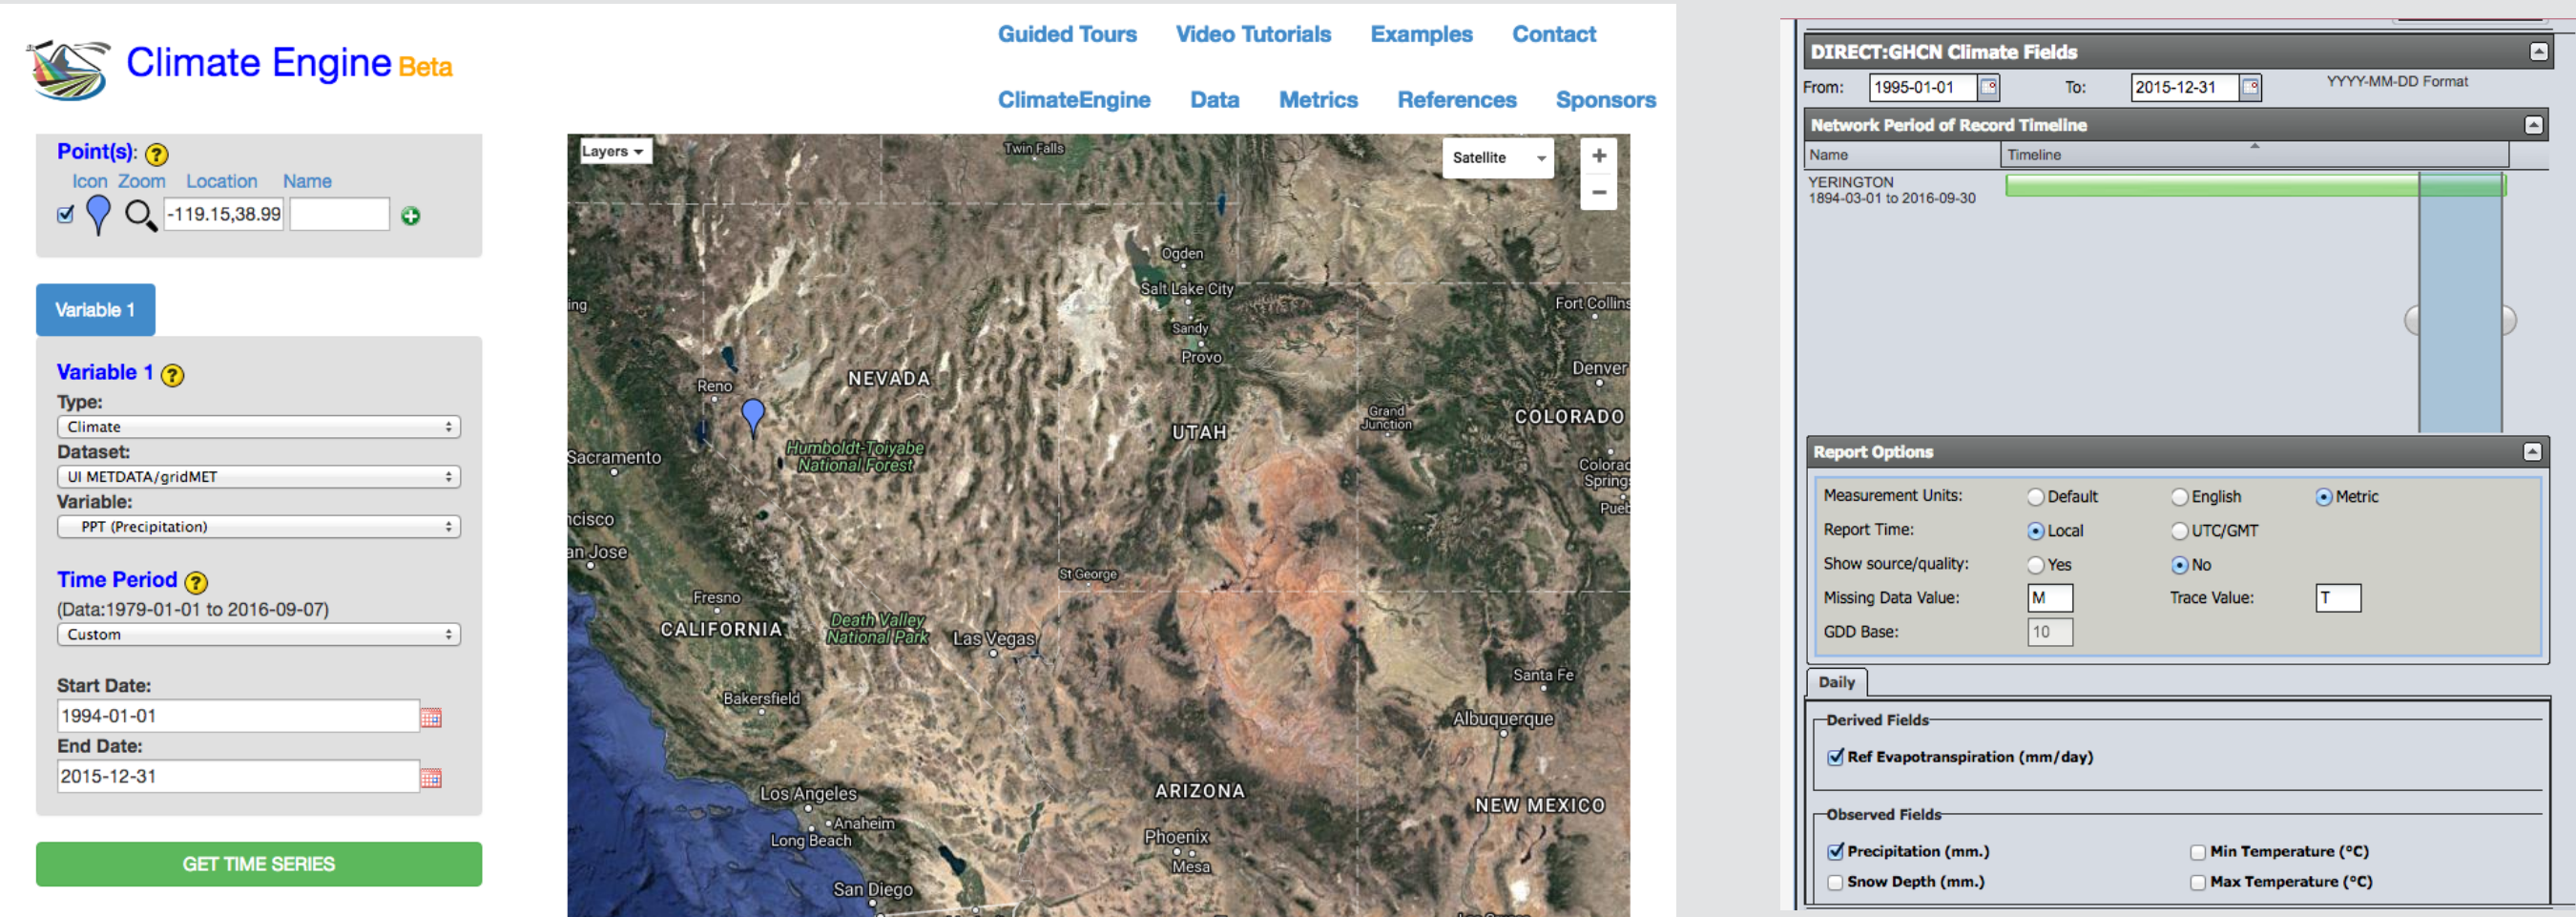 Climate Engine Beta
Guided Tours Video Tutorials Examples Contact
ClimateEngine Data Metrics References Sponsors
Point(s): ?
Icon Zoom Location Name
-119.15,38.99
Variable 1
Variable 1 ?
Type:
Climate
Dataset:
UI METDATA/gridMET
Variable:
PPT (Precipitation)
Time Period ?
(Data:1979-01-01 to 2016-09-07)
Custom
Start Date:
1994-01-01
End Date:
2015-12-31
GET TIME SERIES
Layers
Satellite
+
−
Twin Falls
Ogden
Salt Lake City
ing
Fort Collins
Sandy
Provo
Denver
Reno
NEVADA
Grand
Junction
COLORADO
UTAH
Humboldt-Toiyabe
National Forest
Sacramento
Colorad
Spring
Pueb
ncisco
an Jose
St George
Fresno
CALIFORNIA
Death Valley
National Park
Las Vegas
Santa Fe
Bakersfield
Albuquerque
Los Angeles
ARIZONA
NEW MEXICO
Anaheim
Long Beach
Phoenix
Mesa
San Diego
DIRECT:GHCN Climate Fields
From: 1995-01-01 To: 2015-12-31 YYYY-MM-DD Format
Network Period of Record Timeline
Name Timeline
YERINGTON
1894-03-01 to 2016-09-30
Report Options
Measurement Units: Default English Metric
Report Time: Local UTC/GMT
Show source/quality: Yes No
Missing Data Value: M Trace Value: T
GDD Base: 10
Daily
Derived Fields
Ref Evapotranspiration (mm/day)
Observed Fields
Precipitation (mm.) Min Temperature (°C)
Snow Depth (mm.) Max Temperature (°C)